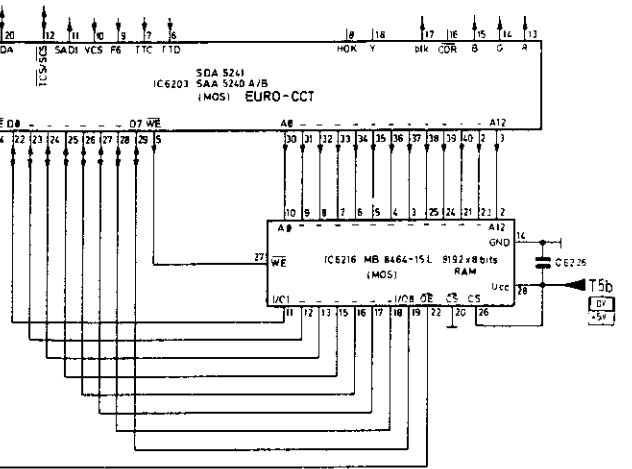 20 12 11 10 9 7 6 8 18 17 16 15 14 13
DA TCS/SCS SADI VCS F6 TTC TTD HOK Y blk COR B G R
SDA 5241
IC6203 SAA 5240 A/B
(MOS) EURO-CCT
D0 D7 WE A0 A12
22 23 24 25 26 27 28 29 5 30 31 32 33 34 35 36 37 38 39 40 2 3
10 9 8 7 6 5 4 3 25 24 21 23 2
A0 A12
GND 14
IC6216 MB 8464-15L 8192x8bits
27 WE (MOS) RAM
C6226
Ucc 28 T5b
I/O1 I/O8 OE CS CS
0V
+5V
11 12 13 15 16 17 18 19 22 20 26